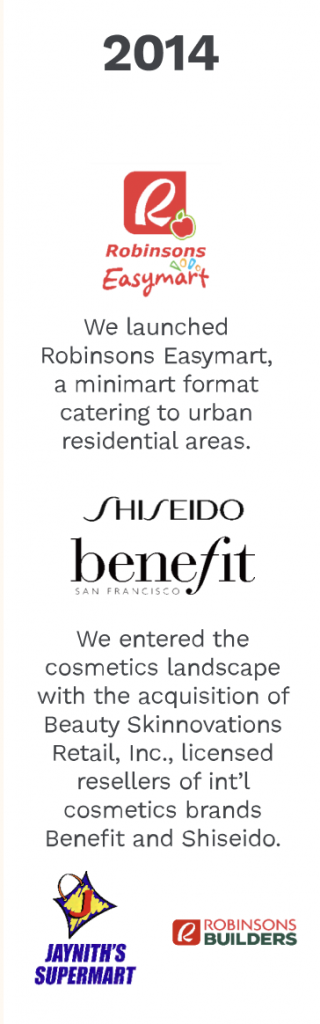 2014
R
Robinsons
Easymart
We launched
Robinsons Easymart,
a minimart format
catering to urban
residential areas.
SHISEIDO
benefit
SAN FRANCISCO
We entered the
cosmetics landscape
with the acquisition of
Beauty Skinnovations
Retail, Inc., licensed
resellers of int’l
cosmetics brands
Benefit and Shiseido.
J
JAYNITH'S
SUPERMART
R ROBINSONS
BUILDERS